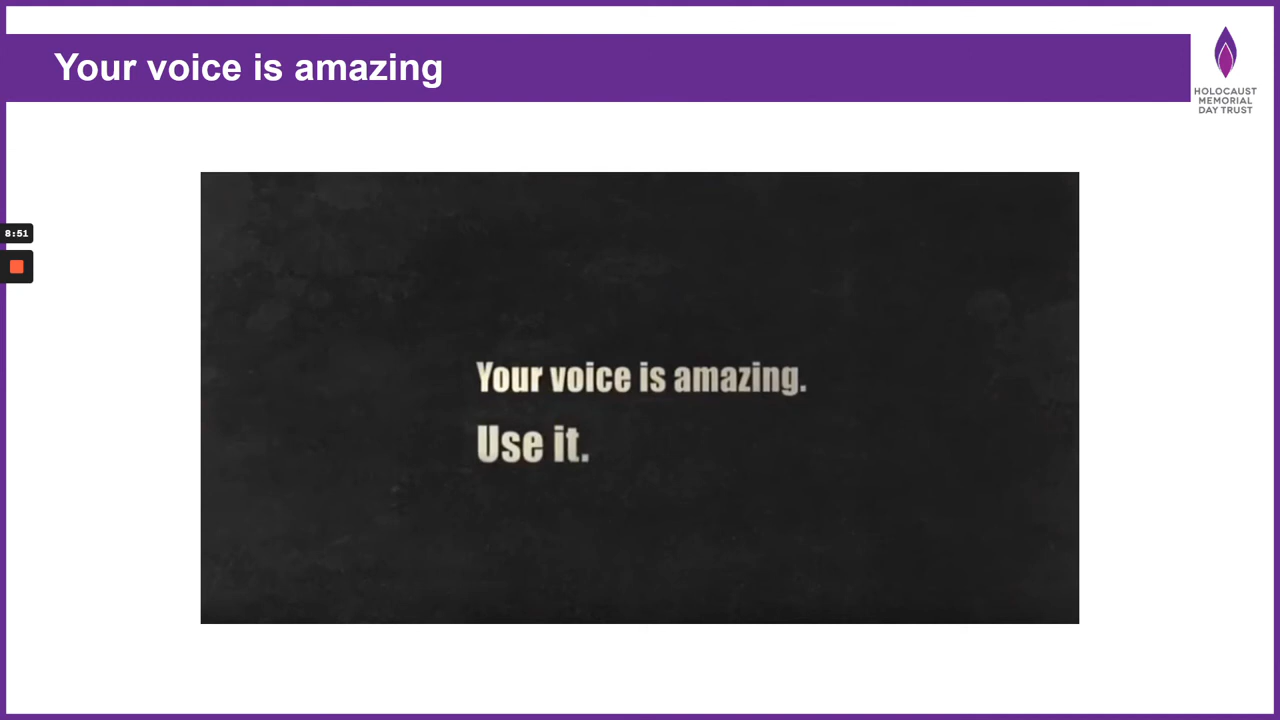 Your voice is amazing
HOLOCAUST
MEMORIAL
DAY TRUST
8:51
Your voice is amazing.
Use it.